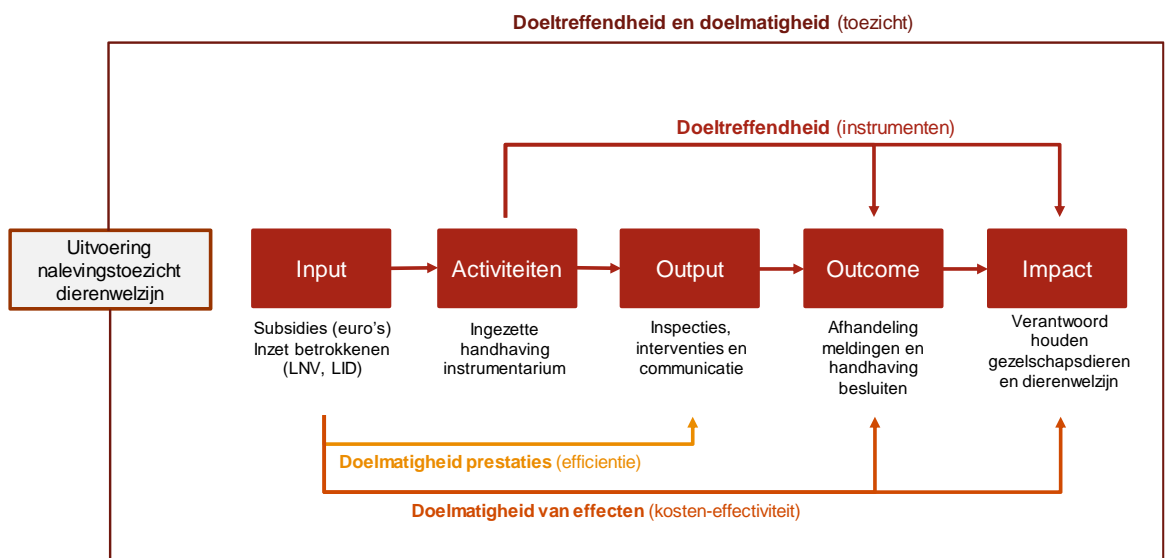 Doeltreffendheid en doelmatigheid (toezicht)
Doeltreffendheid (instrumenten)
Uitvoering
nalevingstoezicht
dierenwelzijn
Input
Activiteiten
Output
Outcome
Impact
Subsidies (euro's)
Inzet betrokkenen
(LNV, LID)
Ingezette
handhaving
instrumentarium
Inspecties,
interventies en
communicatie
Afhandeling
meldingen en
handhaving
besluiten
Verantwoord
houden
gezelschapsdieren
en dierenwelzijn
Doelmatigheid prestaties (efficientie)
Doelmatigheid van effecten (kosten-effectiviteit)